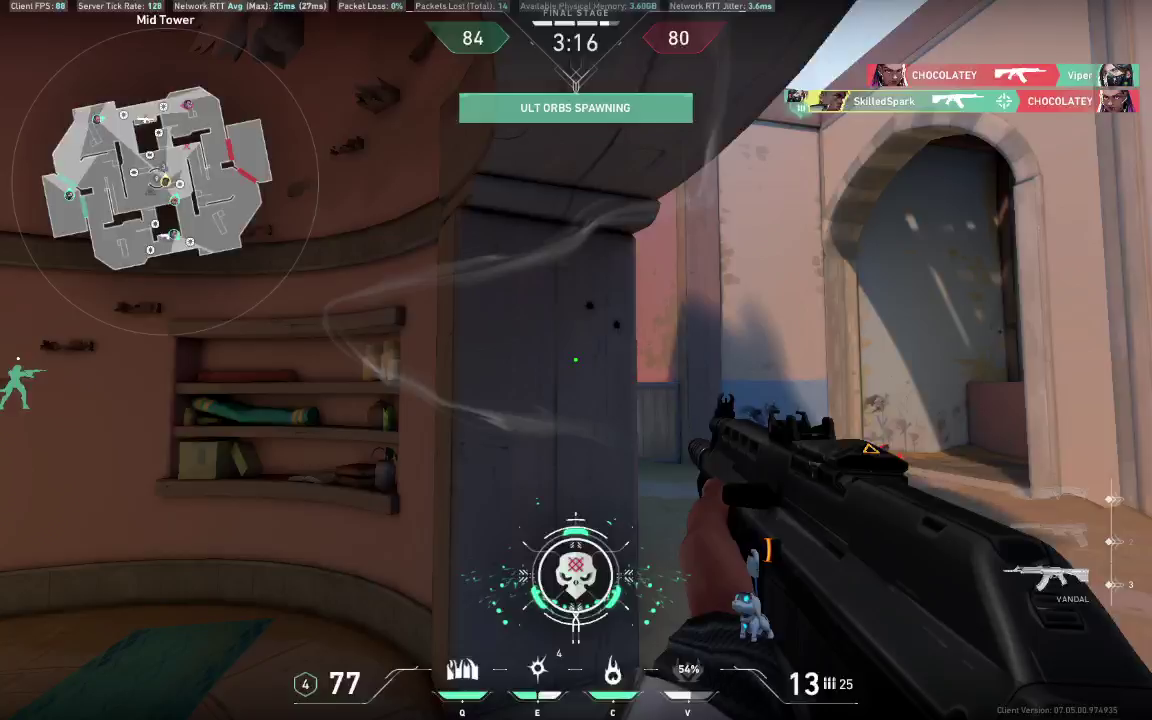 Client FPS: 88 Server Tick Rate: 128 Network RTT Avg (Max): 25ms (27ms) Packet Loss: 0% Packets Lost (Total): 14 Available Physical Memory: 3.60GB Network RTT Jitter: 3.6ms
Mid Tower
FINAL STAGE
84 3:16 80
ULT ORBS SPAWNING
CHOCOLATEY Viper
SkilledSpark CHOCOLATEY
2
3
VANDAL
4
4 77 54% 13 25
Q E C V
Client Version: 07.05.00.974935